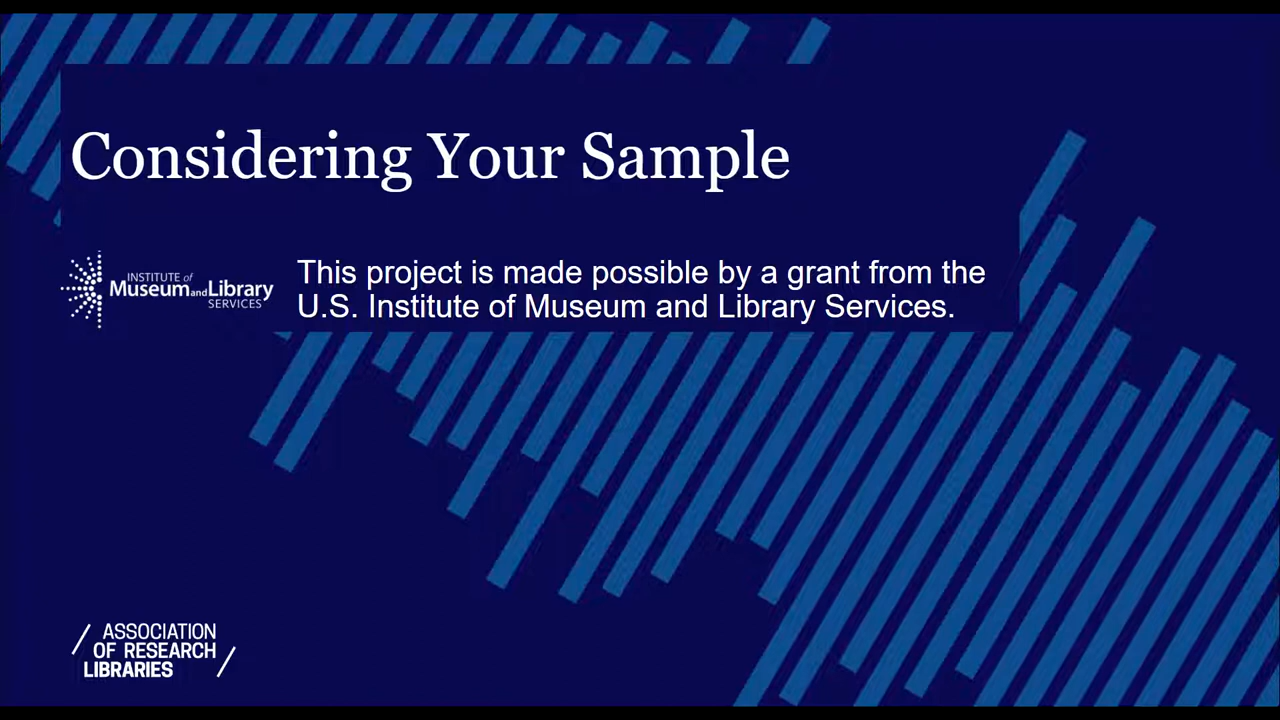 Considering Your Sample
INSTITUTE of
Museum and Library
SERVICES
This project is made possible by a grant from the
U.S. Institute of Museum and Library Services.
ASSOCIATION
OF RESEARCH
LIBRARIES